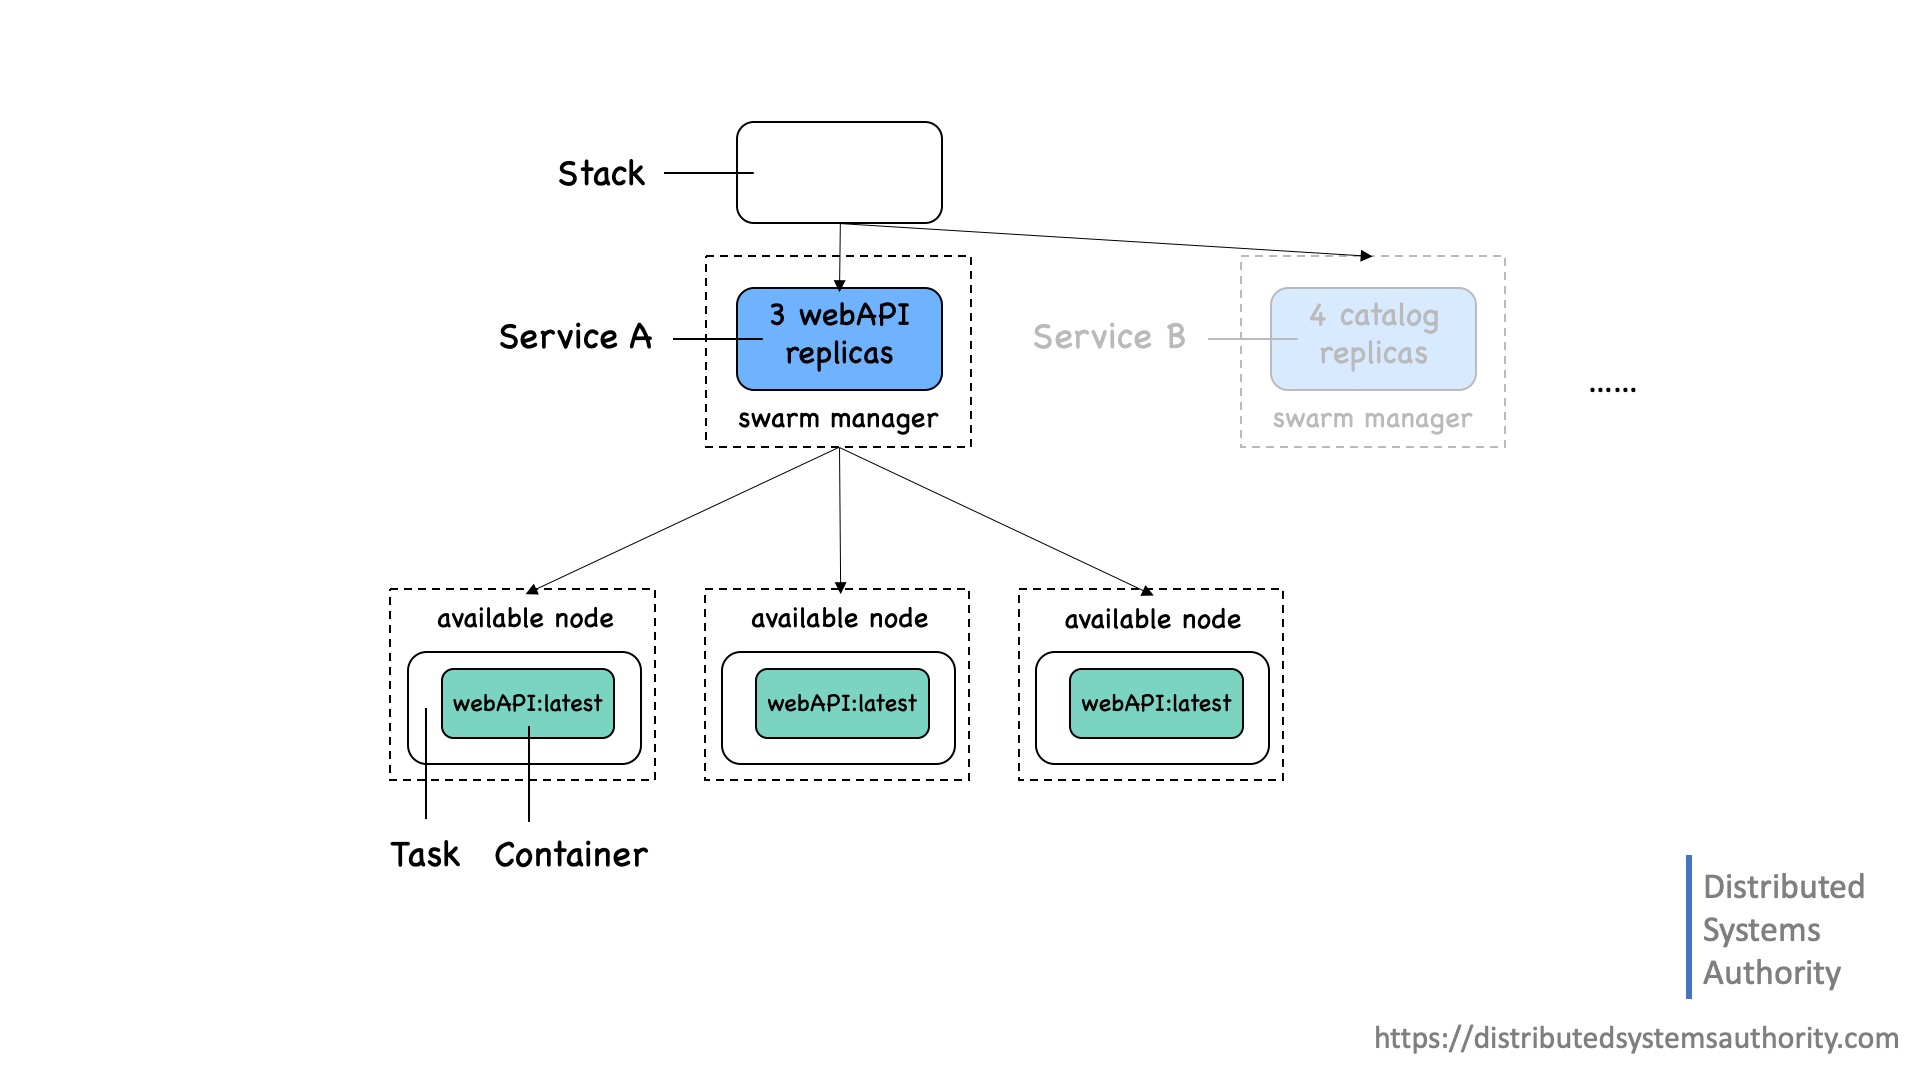 Stack
Service A
3 webAPI
replicas
swarm manager
Service B
4 catalog
replicas
swarm manager
......
available node
webAPI:latest
available node
webAPI:latest
available node
webAPI:latest
Task
Container
Distributed
Systems
Authority
https://distributedsystemsauthority.com